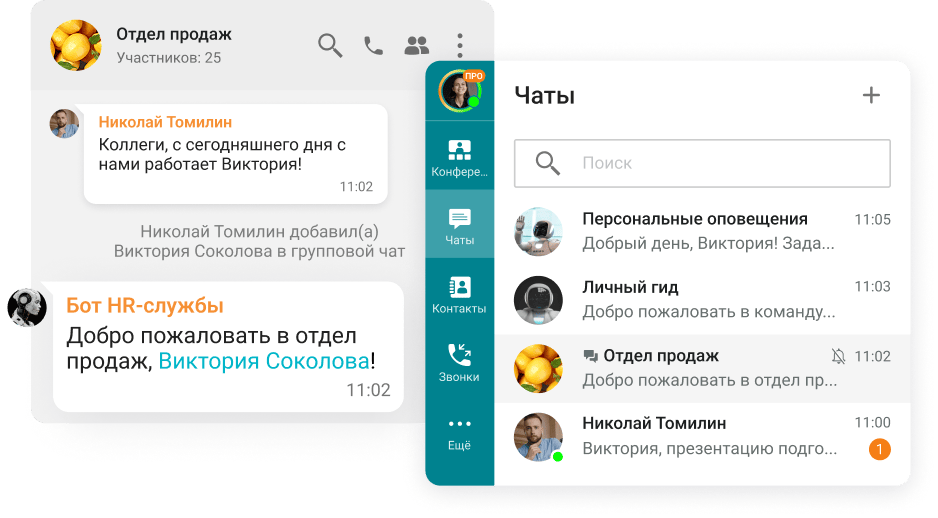 Отдел продаж
Участников: 25
Николай Томилин
Коллеги, с сегодняшнего дня с
нами работает Виктория!
11:02
Николай Томилин добавил(а)
Виктория Соколова в групповой чат
Бот HR-службы
Добро пожаловать в отдел
продаж, Виктория Соколова!
11:02
ПРО
Конфере...
Чаты
Контакты
Звонки
Ещё
Чаты
Поиск
Персональные оповещения 11:05
Добрый день, Виктория! Зада...
Личный гид 11:03
Добро пожаловать в команду...
Отдел продаж 11:02
Добро пожаловать в отдел пр...
Николай Томилин 11:00
Виктория, презентацию подго... 1